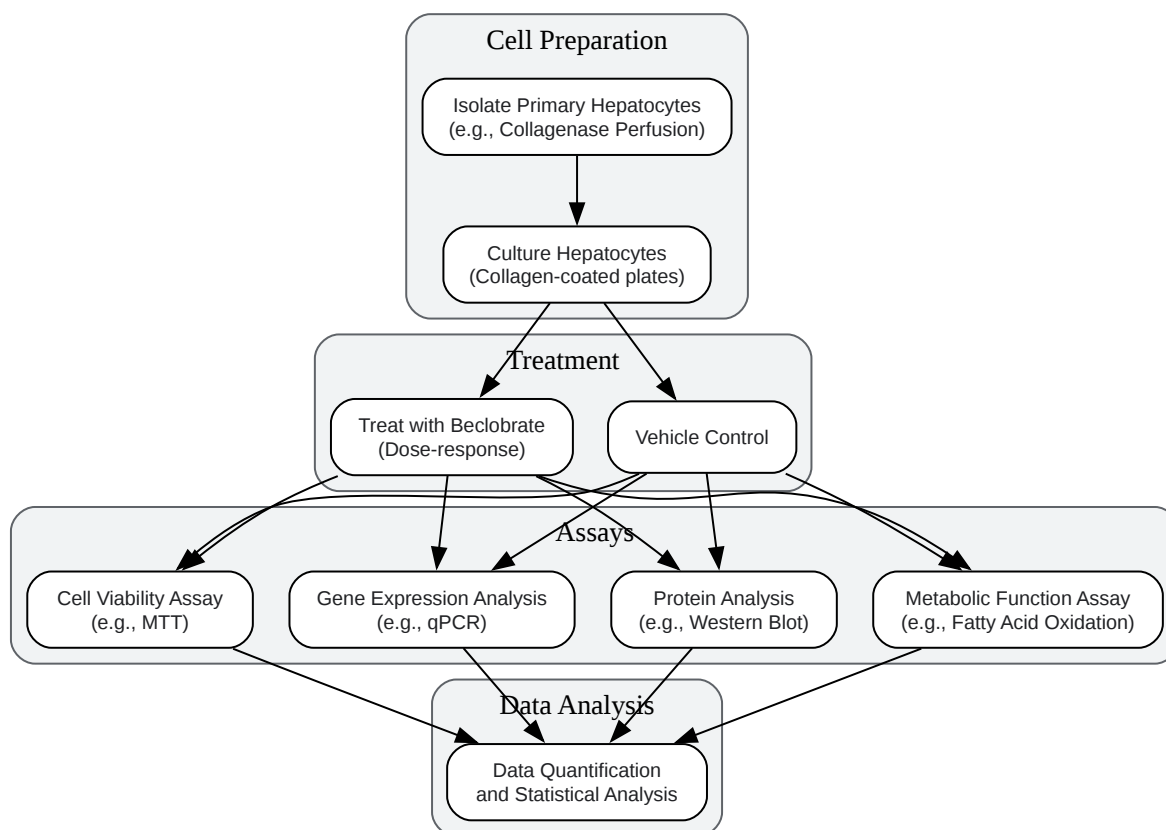 Cell Preparation
Isolate Primary Hepatocytes
(e.g., Collagenase Perfusion)
Culture Hepatocytes
(Collagen-coated plates)
Treatment
Treat with Beclobrate
(Dose-response)
Vehicle Control
Assays
Cell Viability Assay
(e.g., MTT)
Gene Expression Analysis
(e.g., qPCR)
Protein Analysis
(e.g., Western Blot)
Metabolic Function Assay
(e.g., Fatty Acid Oxidation)
Data Analysis
Data Quantification
and Statistical Analysis